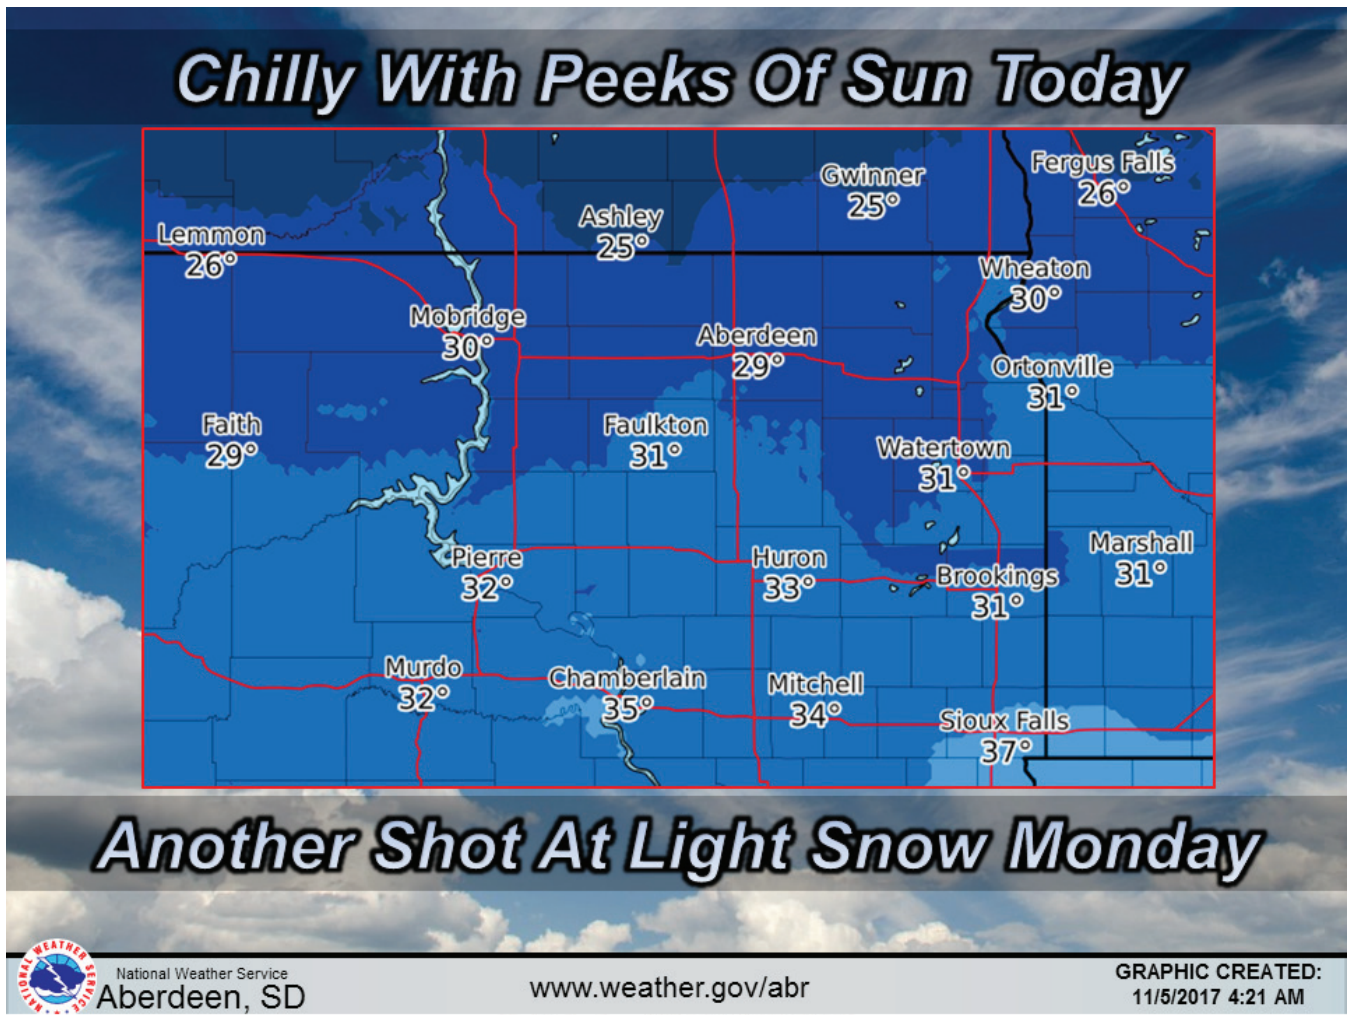 Chilly With Peeks Of Sun Today
Fergus Falls
26°
Gwinner
25°
Ashley
25°
Lemmon
26°
Wheaton
30°
Mobridge
30°
Aberdeen
29°
Ortonville
31°
Faith
29°
Faulkton
31°
Watertown
31°
Marshall
31°
Pierre
32°
Huron
33°
Brookings
31°
Murdo
32°
Chamberlain
35°
Mitchell
34°
Sioux Falls
37°
Another Shot At Light Snow Monday
NATIONAL WEATHER SERVICE
National Weather Service
Aberdeen, SD
www.weather.gov/abr
GRAPHIC CREATED:
11/5/2017 4:21 AM